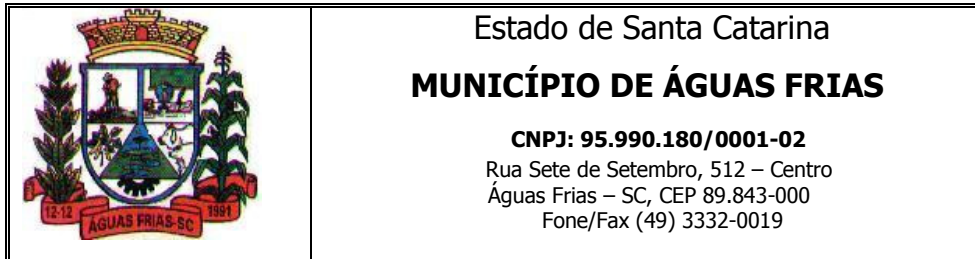 12-12
ÁGUAS FRIAS-SC
1991
Estado de Santa Catarina
MUNICÍPIO DE ÁGUAS FRIAS
CNPJ: 95.990.180/0001-02
Rua Sete de Setembro, 512 – Centro
Águas Frias – SC, CEP 89.843-000
Fone/Fax (49) 3332-0019